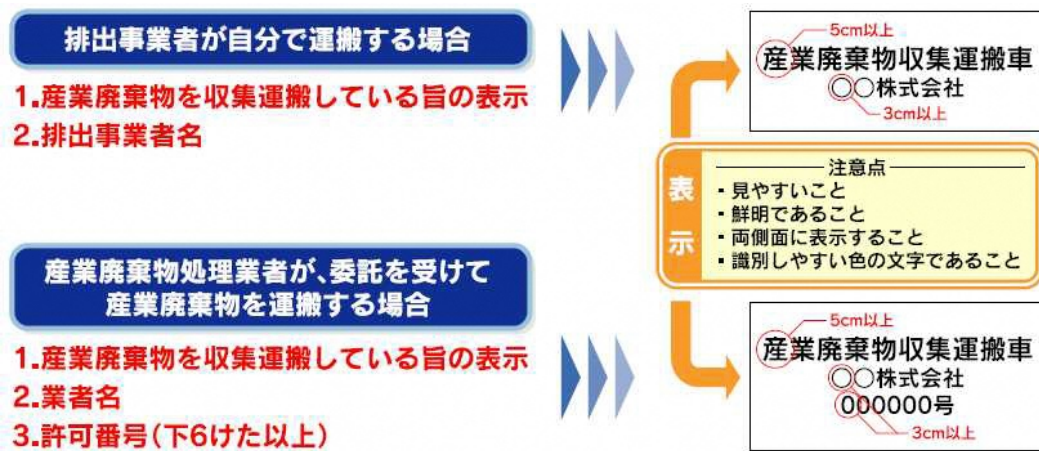 排出事業者が自分で運搬する場合
1.産業廃棄物を収集運搬している旨の表示
2.排出事業者名
5cm以上
産業廃棄物収集運搬車
○○株式会社
3cm以上
表示
注意点
・見やすいこと
・鮮明であること
・両側面に表示すること
・識別しやすい色の文字であること
産業廃棄物処理業者が、委託を受けて
産業廃棄物を運搬する場合
1.産業廃棄物を収集運搬している旨の表示
2.業者名
3.許可番号(下6けた以上)
5cm以上
産業廃棄物収集運搬車
○○株式会社
000000号
3cm以上